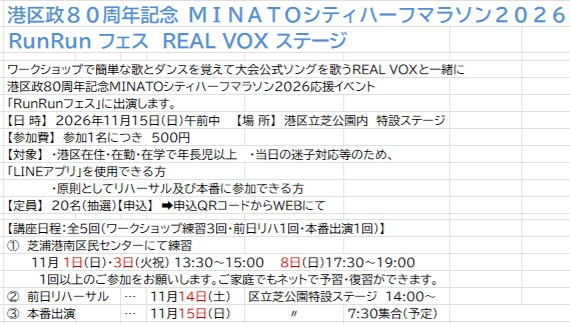 港区政８０周年記念 ＭＩＮＡＴＯシティハーフマラソン２０２６
RunRun フェス REAL VOX ステージ
ワークショップで簡単な歌とダンスを覚えて大会公式ソングを歌うREAL VOXと一緒に
港区政80周年記念MINATOシティハーフマラソン2026応援イベント
「RunRunフェス」に出演します。
【日 時】 2026年11月15日（日）午前中 【場 所】 港区立芝公園内 特設ステージ
【参加費】 参加1名につき 500円
【対象】 ・港区在住・在勤・在学で年長児以上 ・当日の迷子対応等のため、
「LINEアプリ」を使用できる方
・原則としてリハーサル及び本番に参加できる方
【定員】 20名（抽選）【申込】 ➡申込QRコードからWEBにて
【講座日程：全5回（ワークショップ練習3回・前日リハ1回・本番出演1回）】
① 芝浦港南区民センターにて練習
11月 1日（日）・3日（火祝） 13:30～15:00 8日（日）17:30～19:00
1回以上のご参加をお願いします。ご家庭でもネットで予習・復習ができます。
② 前日リハーサル … 11月14日（土） 区立芝公園特設ステージ 14:00～
③ 本番出演 … 11月15日（日） 〃 7:30集合（予定）